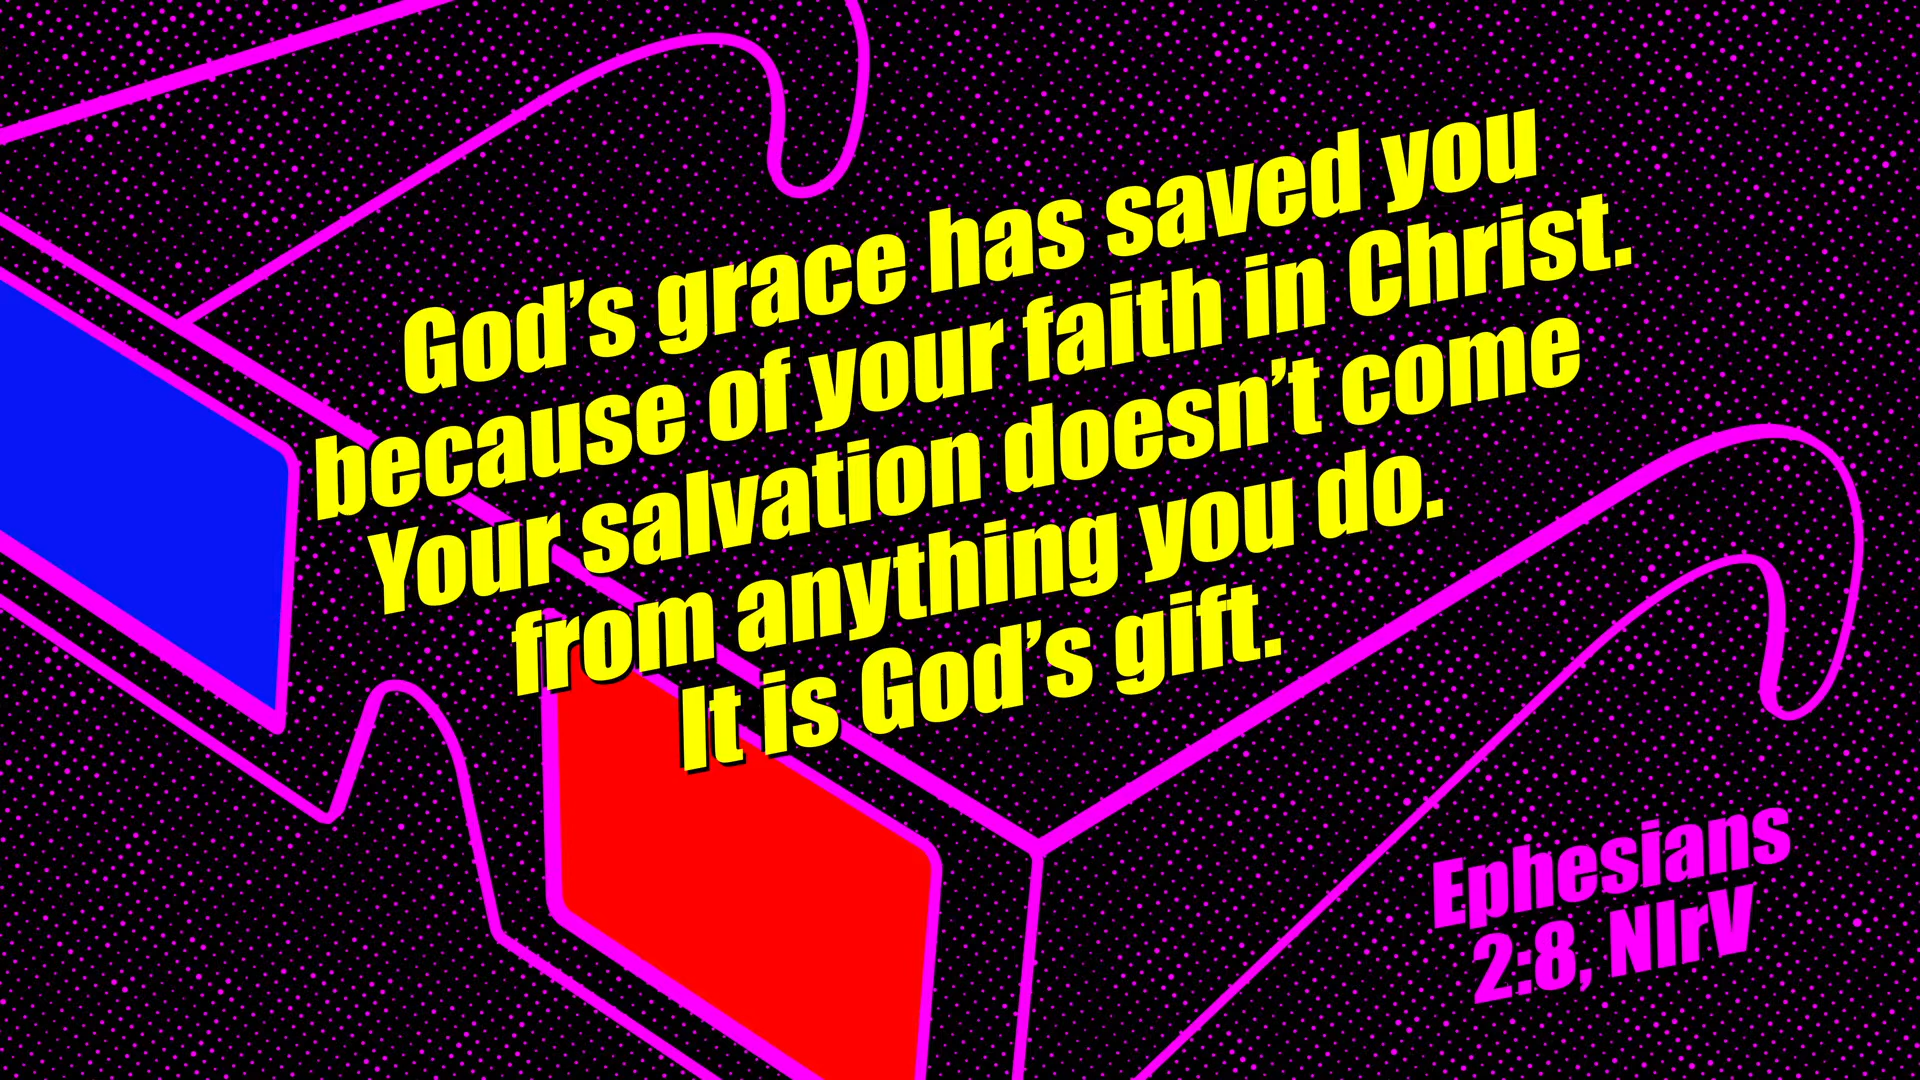 God’s grace has saved you
because of your faith in Christ.
Your salvation doesn’t come
from anything you do.
It is God’s gift.
Ephesians
2:8, NIrV